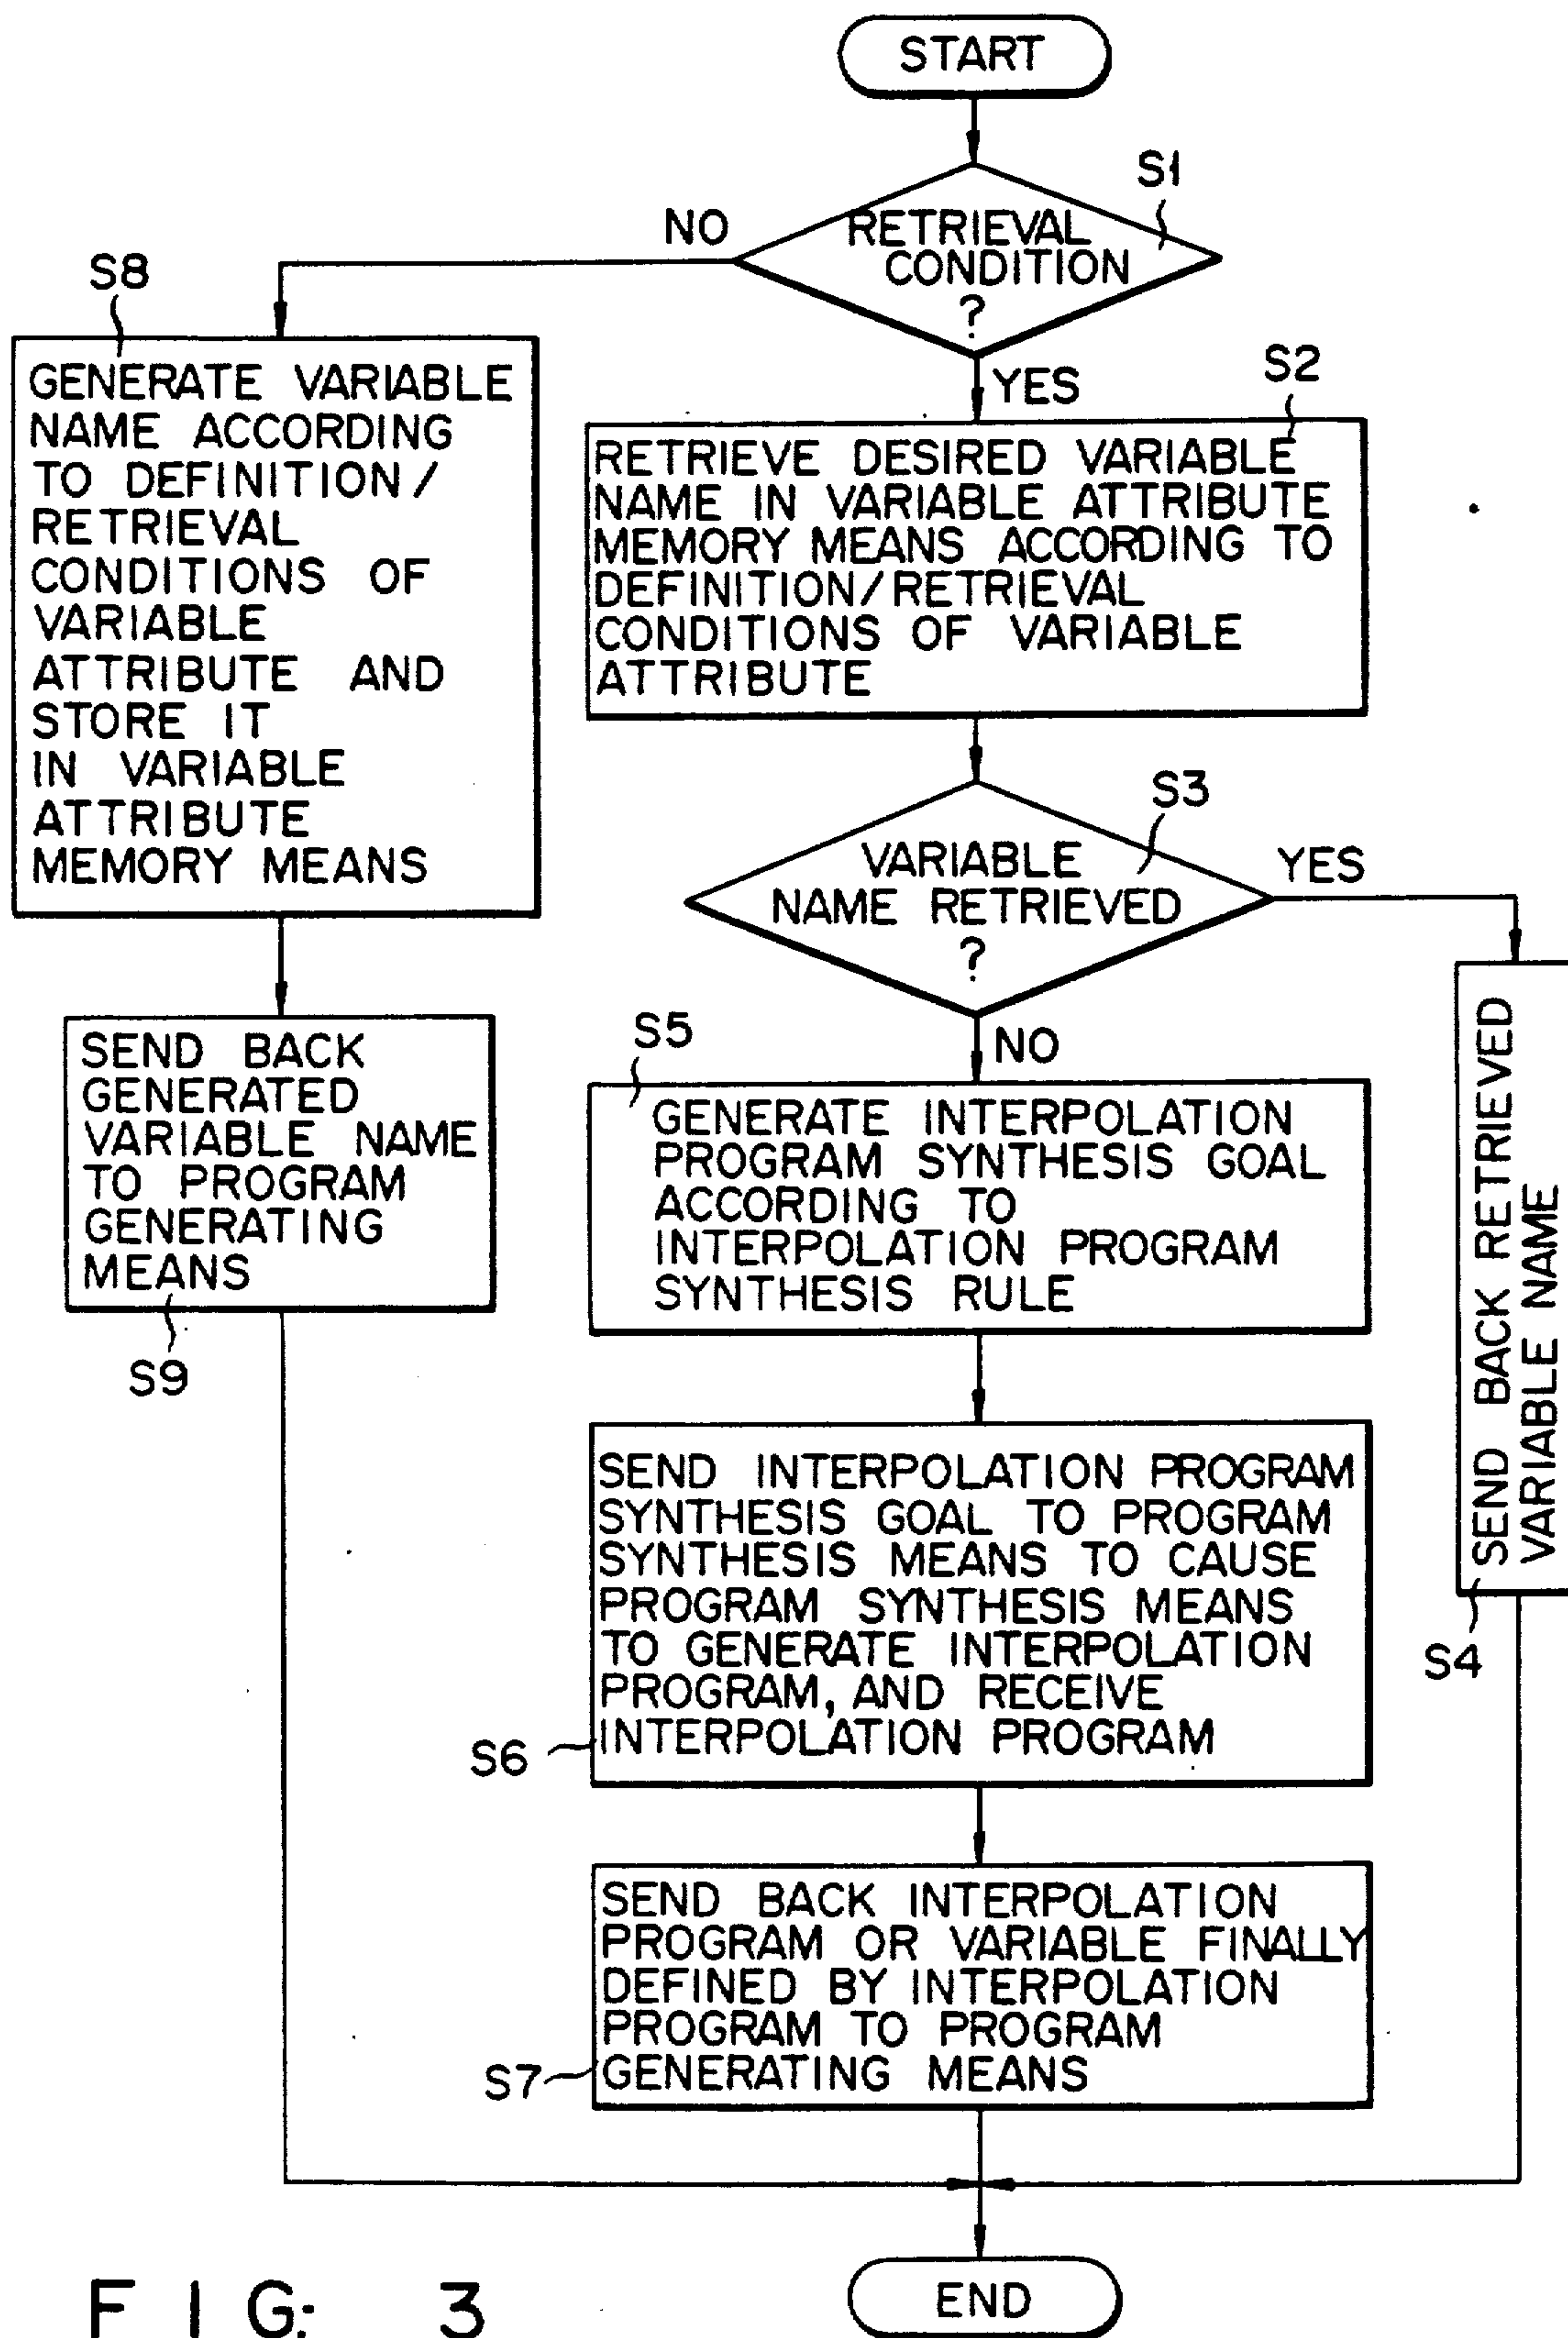 START
S1
RETRIEVAL
CONDITION
?
NO
YES
S8
GENERATE VARIABLE
NAME ACCORDING
TO DEFINITION/
RETRIEVAL
CONDITIONS OF
VARIABLE
ATTRIBUTE AND
STORE IT
IN VARIABLE
ATTRIBUTE
MEMORY MEANS
S2
RETRIEVE DESIRED VARIABLE
NAME IN VARIABLE ATTRIBUTE
MEMORY MEANS ACCORDING TO
DEFINITION/RETRIEVAL
CONDITIONS OF VARIABLE
ATTRIBUTE
S3
VARIABLE
NAME RETRIEVED
?
YES
NO
SEND BACK
GENERATED
VARIABLE NAME
TO PROGRAM
GENERATING
MEANS
S9
S5
GENERATE INTERPOLATION
PROGRAM SYNTHESIS GOAL
ACCORDING TO
INTERPOLATION PROGRAM
SYNTHESIS RULE
SEND BACK RETRIEVED
VARIABLE NAME
S4
SEND INTERPOLATION PROGRAM
SYNTHESIS GOAL TO PROGRAM
SYNTHESIS MEANS TO CAUSE
PROGRAM SYNTHESIS MEANS
TO GENERATE INTERPOLATION
PROGRAM, AND RECEIVE
INTERPOLATION PROGRAM
S6
SEND BACK INTERPOLATION
PROGRAM OR VARIABLE FINALLY
DEFINED BY INTERPOLATION
PROGRAM TO PROGRAM
GENERATING MEANS
S7
END
FIG. 3